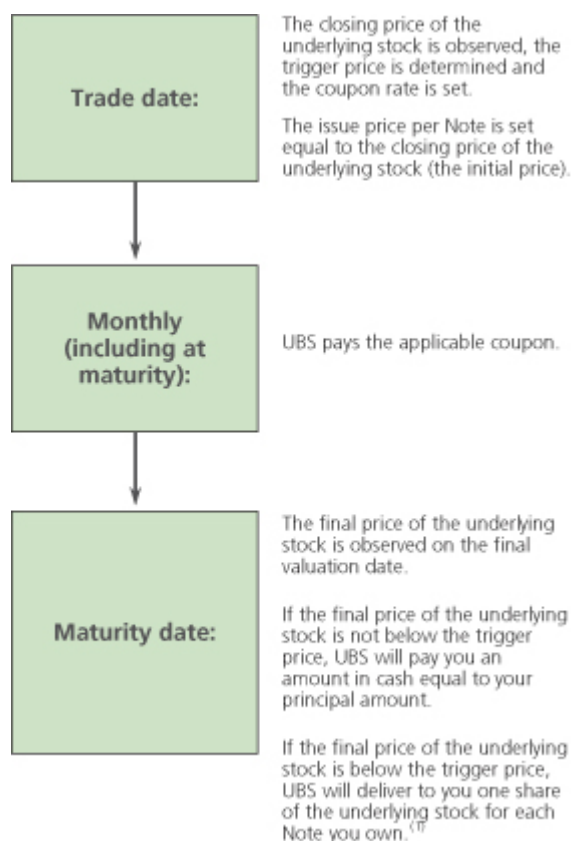 Trade date:
The closing price of the
underlying stock is observed, the
trigger price is determined and
the coupon rate is set.
The issue price per Note is set
equal to the closing price of the
underlying stock (the initial price).
Monthly
(including at
maturity):
UBS pays the applicable coupon.
Maturity date:
The final price of the underlying
stock is observed on the final
valuation date.
If the final price of the underlying
stock is not below the trigger
price, UBS will pay you an
amount in cash equal to your
principal amount.
If the final price of the underlying
stock is below the trigger price,
UBS will deliver to you one share
of the underlying stock for each
Note you own.(1)